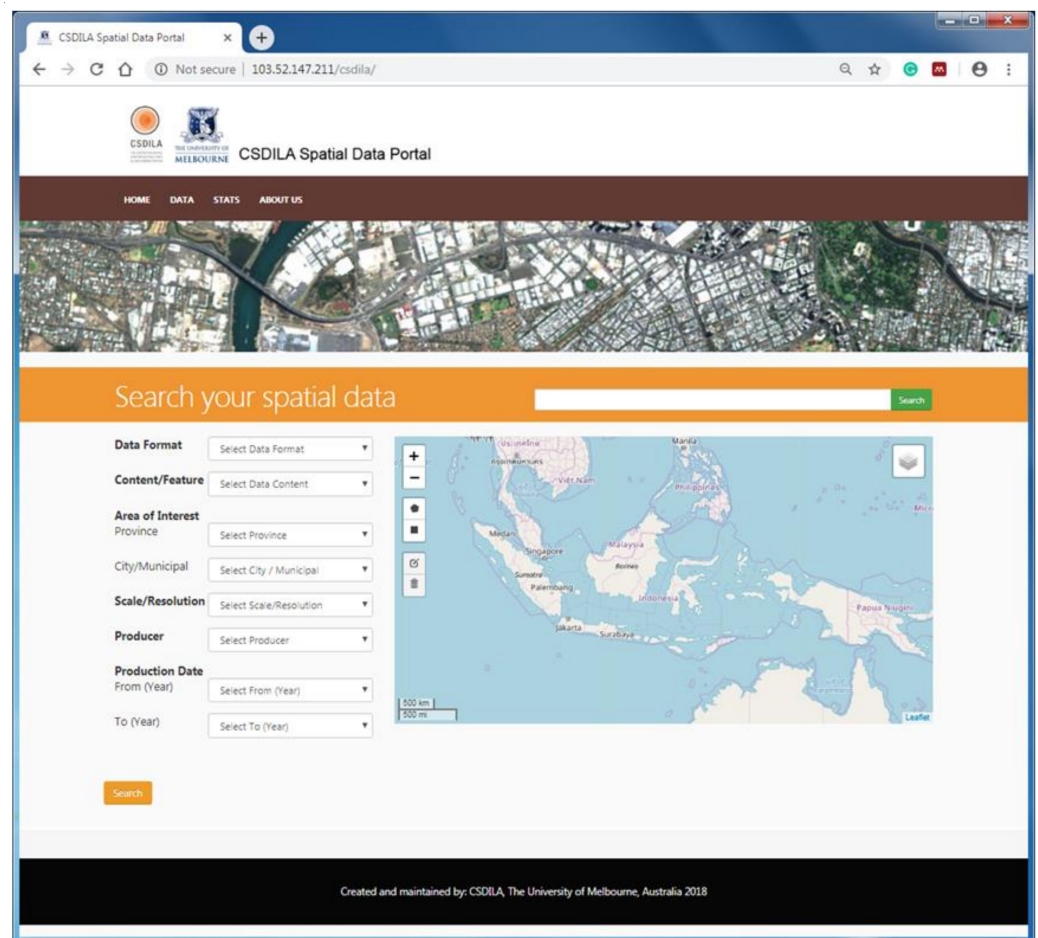 CSDILA Spatial Data Portal
Not secure | 103.52.147.211/csdila/
CSDILA
THE UNIVERSITY OF
MELBOURNE
CSDILA Spatial Data Portal
HOME DATA STATS ABOUT US
Search your spatial data
Search
Data Format
Select Data Format
Content/Feature
Select Data Content
Area of Interest
Province
Select Province
City/Municipal
Select City / Municipal
Scale/Resolution
Select Scale/Resolution
Producer
Select Producer
Production Date
From (Year)
Select From (Year)
To (Year)
Select To (Year)
Search
+
−
Manila
Việt Nam
Philippines
Medan
Malaysia
Singapore
Borneo
Sumatra
Palembang
Indonesia
Papua Niugini
Jakarta
Surabaya
500 km
500 mi
Leaflet
Created and maintained by: CSDILA, The University of Melbourne, Australia 2018